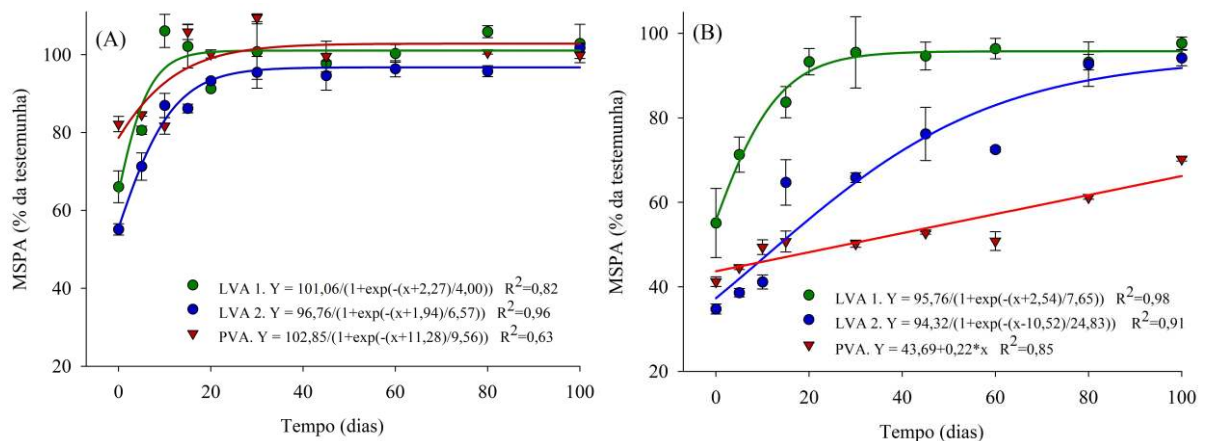 (A)
MSPA (% da testemunha)
100
80
60
40
20
LVA 1. Y = 101,06/(1+exp(-(x+2,27)/4,00)) R²=0,82
LVA 2. Y = 96,76/(1+exp(-(x+1,94)/6,57)) R²=0,96
PVA. Y = 102,85/(1+exp(-(x+11,28)/9,56)) R²=0,63
0 20 40 60 80 100
Tempo (dias)
(B)
MSPA (% da testemunha)
100
80
60
40
20
LVA 1. Y = 95,76/(1+exp(-(x+2,54)/7,65)) R²=0,98
LVA 2. Y = 94,32/(1+exp(-(x-10,52)/24,83)) R²=0,91
PVA. Y = 43,69+0,22*x R²=0,85
0 20 40 60 80 100
Tempo (dias)